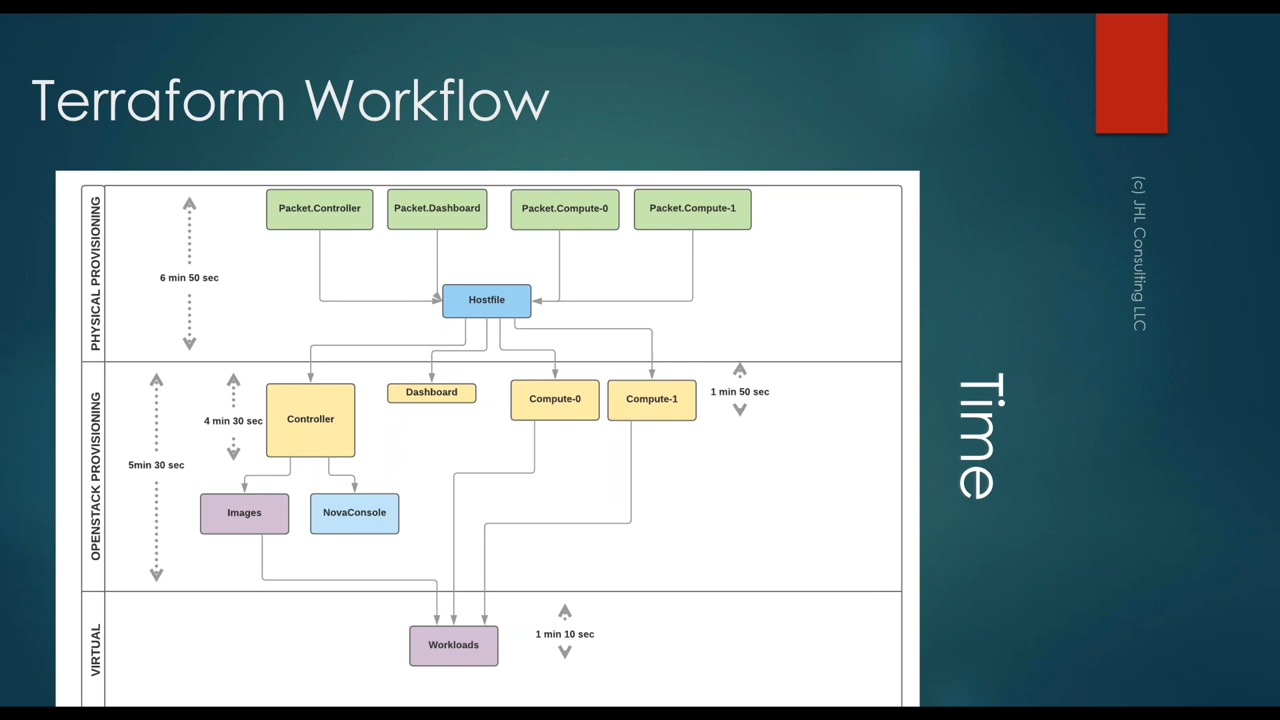 Terraform Workflow
(c) JHL Consulting LLC
Time
PHYSICAL PROVISIONING
Packet.Controller
Packet.Dashboard
Packet.Compute-0
Packet.Compute-1
6 min 50 sec
Hostfile
OPENSTACK PROVISIONING
5min 30 sec
4 min 30 sec
Controller
Dashboard
Compute-0
Compute-1
1 min 50 sec
Images
NovaConsole
VIRTUAL
Workloads
1 min 10 sec